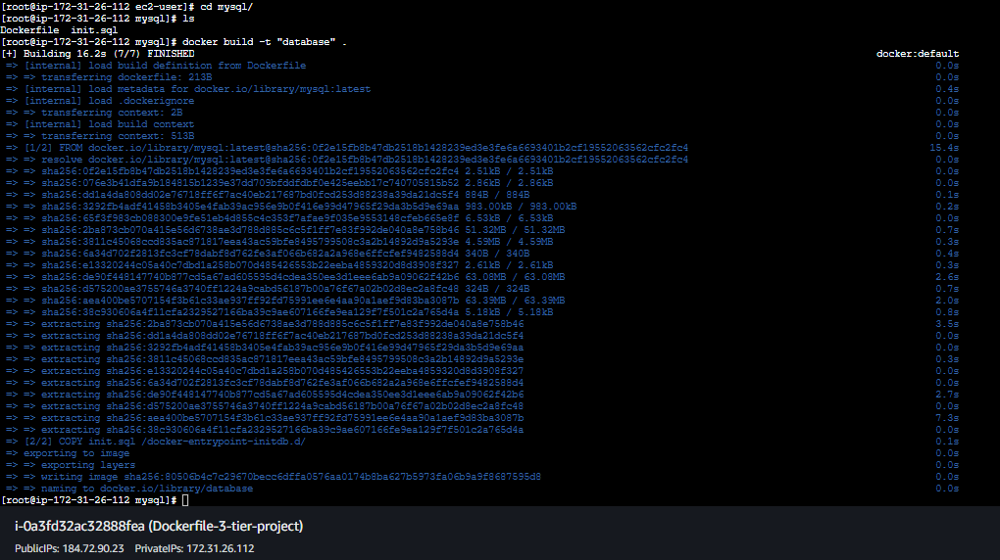 [root@ip-172-31-26-112 ec2-user]# cd mysql/
[root@ip-172-31-26-112 mysql]# ls
Dockerfile  init.sql
[root@ip-172-31-26-112 mysql]# docker build -t "database" .
[+] Building 16.2s (7/7) FINISHED docker:default
=> [internal] load build definition from Dockerfile 0.0s
=> => transferring dockerfile: 213B 0.0s
=> [internal] load metadata for docker.io/library/mysql:latest 0.4s
=> [internal] load .dockerignore 0.0s
=> => transferring context: 2B 0.0s
=> [internal] load build context 0.0s
=> => transferring context: 513B 0.0s
=> [1/2] FROM docker.io/library/mysql:latest@sha256:0f2e15fb8b47db2518b1428239ed3e3fe6a6693401b2cf19552063562cfc2fc4 15.4s
=> => resolve docker.io/library/mysql:latest@sha256:0f2e15fb8b47db2518b1428239ed3e3fe6a6693401b2cf19552063562cfc2fc4 0.0s
=> => sha256:0f2e15fb8b47db2518b1428239ed3e3fe6a6693401b2cf19552063562cfc2fc4 2.51kB / 2.51kB 0.0s
=> => sha256:076e3b41dfa9b184815b1239e37dd709bfddfdbf0e425eebb17c740705815b52 2.86kB / 2.86kB 0.0s
=> => sha256:dd1a4da808dd02e76718ff6f7ac40eb217687bd0fcd253d88238a39da21dc5f4 884B / 884B 0.1s
=> => sha256:3292fb4adf41458b3405e4fab39ac956e9b0f416e99d47965f29da3b5d9e69aa 983.00kB / 983.00kB 0.2s
=> => sha256:65f3f983cb088300e9fe51eb4d855c4c353f7afae9f035e9553148cfeb665e8f 6.53kB / 6.53kB 0.0s
=> => sha256:2ba873cb070a415e56d6738ae3d788d885c6c5f1ff7e83f992de040a8e758b46 51.32MB / 51.32MB 0.7s
=> => sha256:3811c45068ccd835ac871817eea43ac59bfe8495799508c3a2b14892d9a5293e 4.59MB / 4.59MB 0.3s
=> => sha256:6a34d702f2813fc3cf78dabf8d762fe3af066b682a2a968e6ffcfef9482588d4 340B / 340B 0.4s
=> => sha256:e13320244c05a40c7dbd1a258b070d485426553b22eeba4859320d8d3908f327 2.61kB / 2.61kB 0.3s
=> => sha256:de90f448147740b877cd5a67ad605595d4cdea350ee3d1eee6ab9a09062f42b6 63.08MB / 63.08MB 2.6s
=> => sha256:d575200ae3755746a3740ff1224a9cabd56187b00a76f67a02b02d8ec2a8fc48 324B / 324B 0.7s
=> => sha256:aea400be5707154f3b61c33ae937ff92fd75991ee6e4aa90a1aef9d83ba3087b 63.39MB / 63.39MB 2.0s
=> => sha256:38c930606a4f11cfa2329527166ba39c9ae607166fe9ea129f7f501c2a765d4a 5.18kB / 5.18kB 0.8s
=> => extracting sha256:2ba873cb070a415e56d6738ae3d788d885c6c5f1ff7e83f992de040a8e758b46 3.5s
=> => extracting sha256:dd1a4da808dd02e76718ff6f7ac40eb217687bd0fcd253d88238a39da21dc5f4 0.0s
=> => extracting sha256:3292fb4adf41458b3405e4fab39ac956e9b0f416e99d47965f29da3b5d9e69aa 0.0s
=> => extracting sha256:3811c45068ccd835ac871817eea43ac59bfe8495799508c3a2b14892d9a5293e 0.3s
=> => extracting sha256:e13320244c05a40c7dbd1a258b070d485426553b22eeba4859320d8d3908f327 0.0s
=> => extracting sha256:6a34d702f2813fc3cf78dabf8d762fe3af066b682a2a968e6ffcfef9482588d4 0.0s
=> => extracting sha256:de90f448147740b877cd5a67ad605595d4cdea350ee3d1eee6ab9a09062f42b6 2.7s
=> => extracting sha256:d575200ae3755746a3740ff1224a9cabd56187b00a76f67a02b02d8ec2a8fc48 0.0s
=> => extracting sha256:aea400be5707154f3b61c33ae937ff92fd75991ee6e4aa90a1aef9d83ba3087b 7.3s
=> => extracting sha256:38c930606a4f11cfa2329527166ba39c9ae607166fe9ea129f7f501c2a765d4a 0.0s
=> [2/2] COPY init.sql /docker-entrypoint-initdb.d/ 0.1s
=> exporting to image 0.0s
=> => exporting layers 0.0s
=> => writing image sha256:80506b4c7c29670becc6dffa0576aa0174b8ba627b5973fa06b9a9f8687595d8 0.0s
=> => naming to docker.io/library/database 0.0s
[root@ip-172-31-26-112 mysql]#
i-0a3fd32ac32888fea (Dockerfile-3-tier-project)
PublicIPs: 184.72.90.23 PrivateIPs: 172.31.26.112